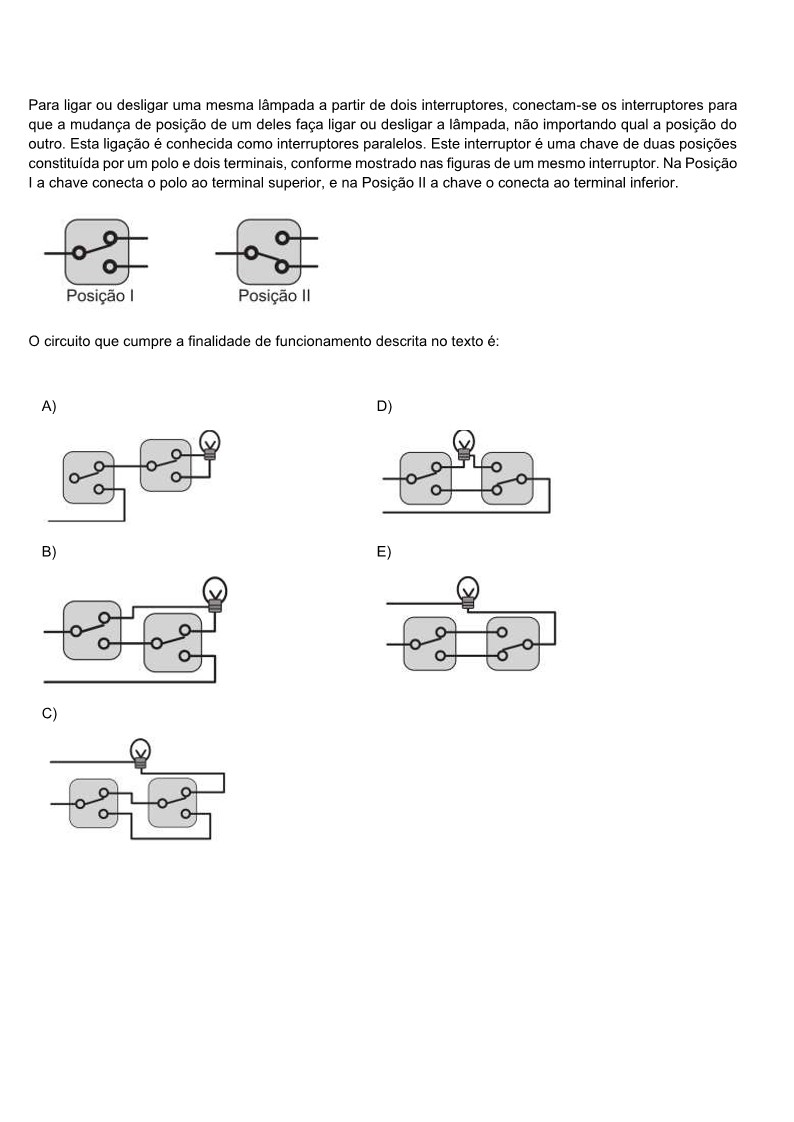 Para ligar ou desligar uma mesma lâmpada a partir de dois interruptores, conectam-se os interruptores para
que a mudança de posição de um deles faça ligar ou desligar a lâmpada, não importando qual a posição do
outro. Esta ligação é conhecida como interruptores paralelos. Este interruptor é uma chave de duas posições
constituída por um polo e dois terminais, conforme mostrado nas figuras de um mesmo interruptor. Na Posição
I a chave conecta o polo ao terminal superior, e na Posição II a chave o conecta ao terminal inferior.
Posição I
Posição II
O circuito que cumpre a finalidade de funcionamento descrita no texto é:
A)
B)
C)
D)
E)